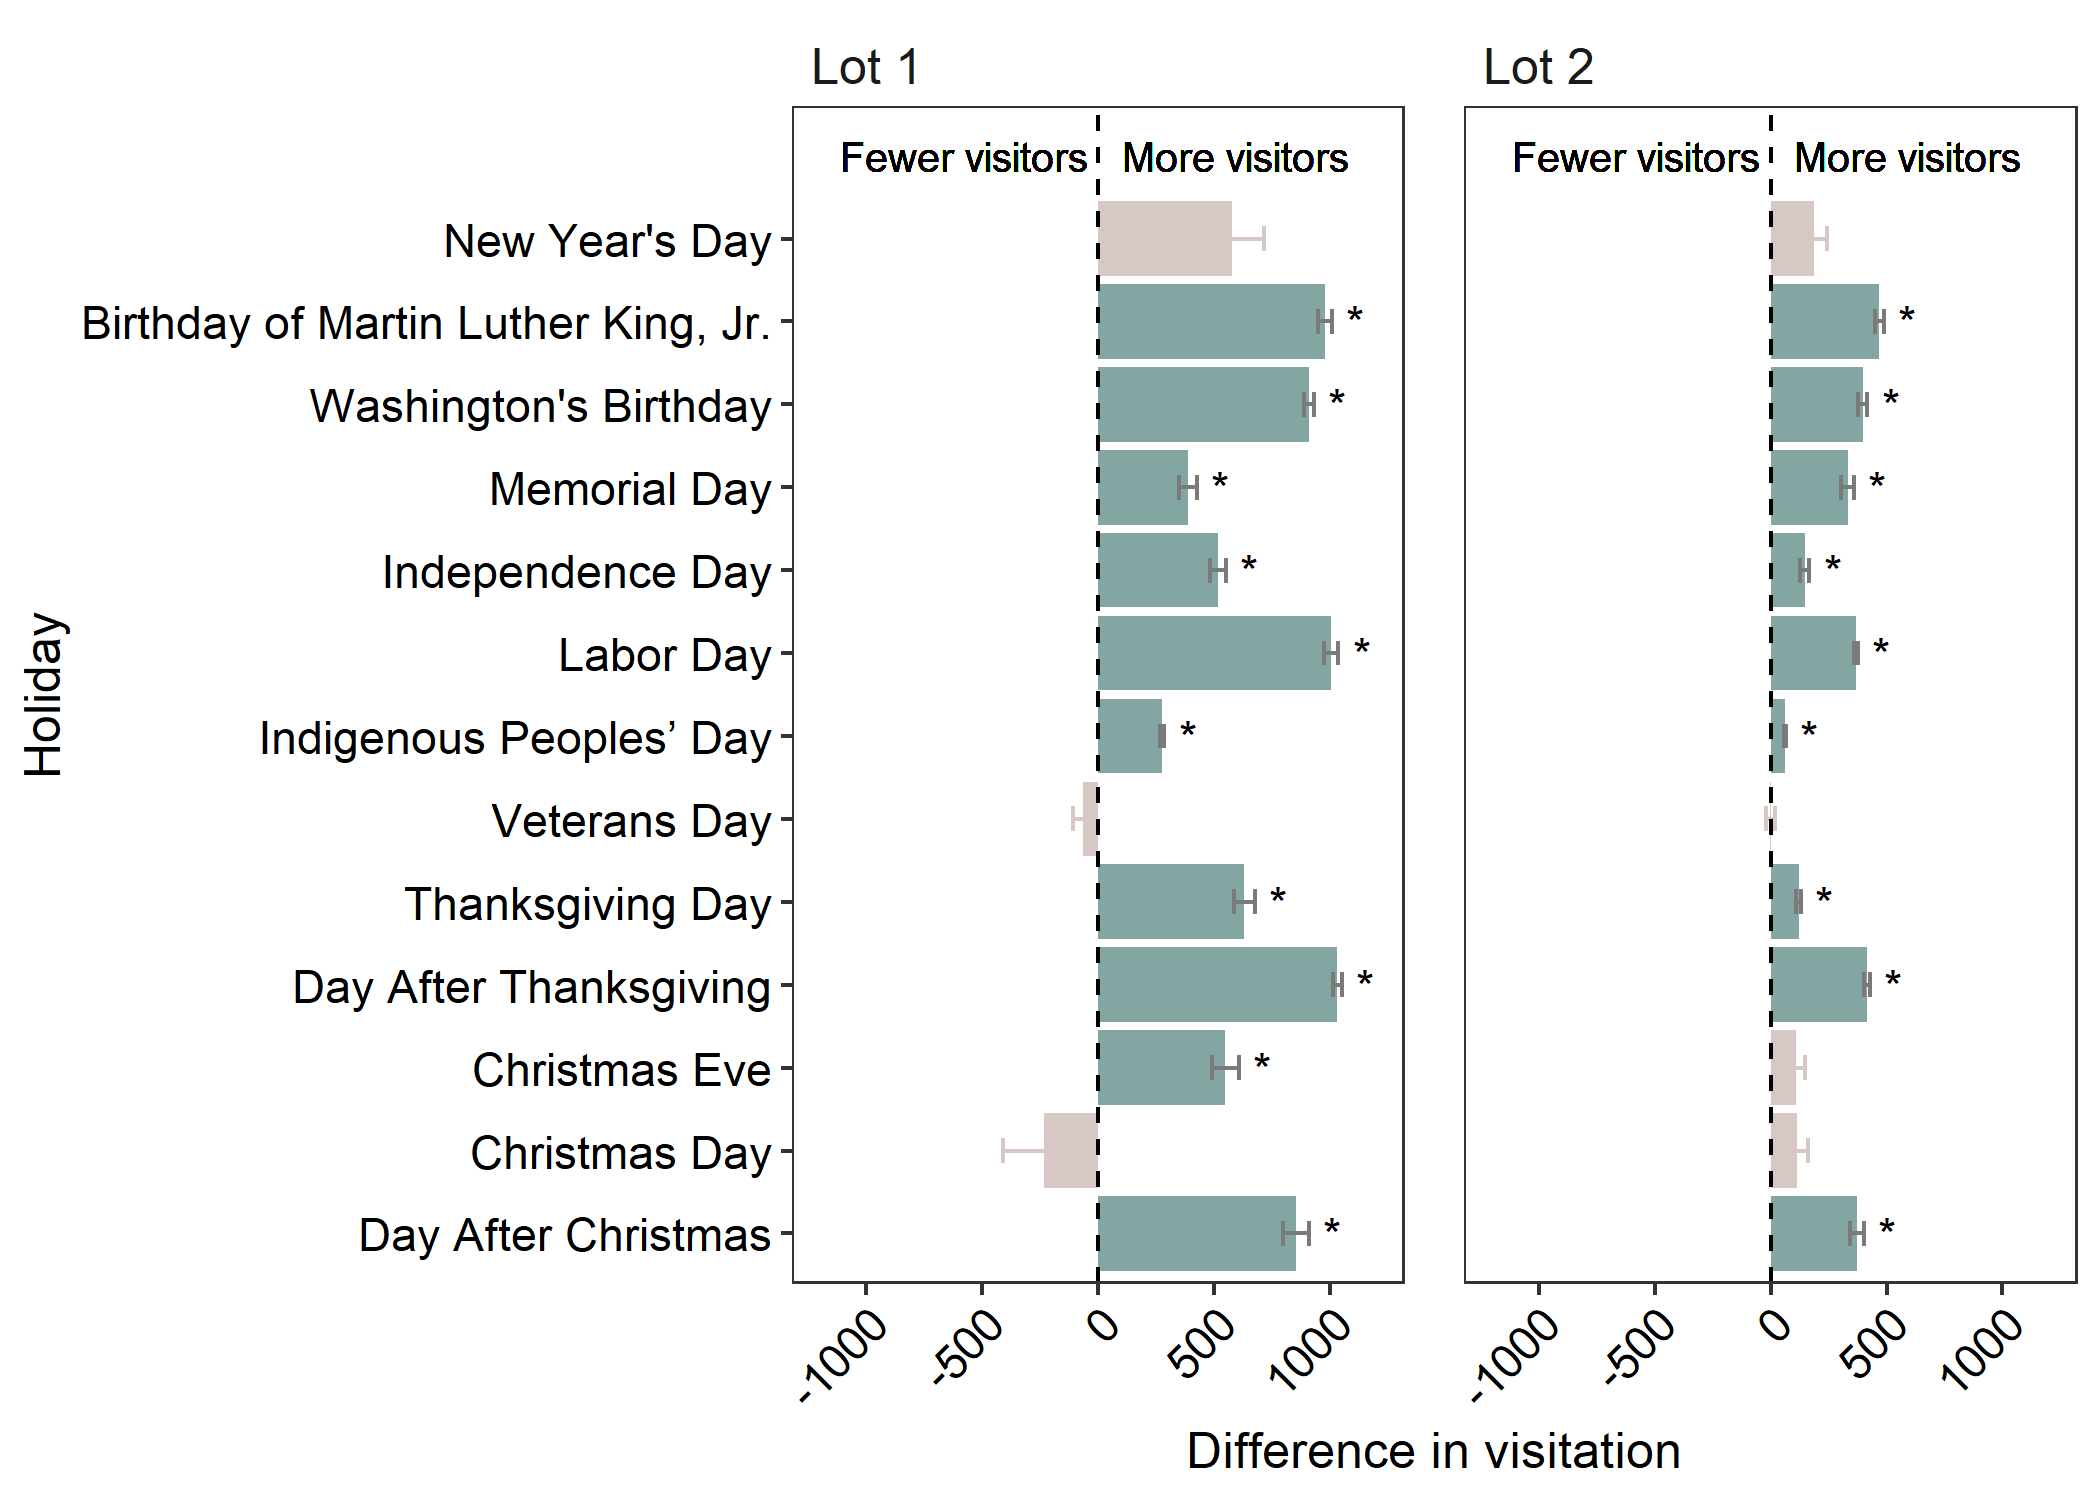 Lot 1
Lot 2
Fewer visitors
More visitors
Fewer visitors
More visitors
Holiday
New Year's Day
Birthday of Martin Luther King, Jr.
*
*
Washington's Birthday
*
*
Memorial Day
*
*
Independence Day
*
*
Labor Day
*
*
Indigenous Peoples’ Day
*
*
Veterans Day
Thanksgiving Day
*
*
Day After Thanksgiving
*
*
Christmas Eve
*
Christmas Day
Day After Christmas
*
*
-1000
-500
0
500
1000
-1000
-500
0
500
1000
Difference in visitation